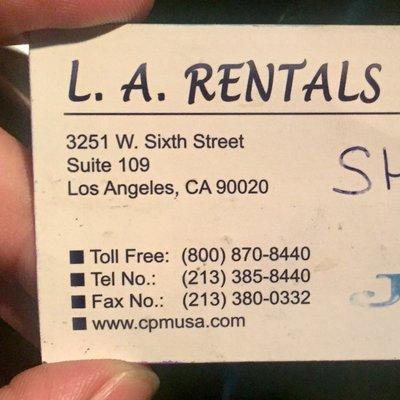 L. A. RENTALS
3251 W. Sixth Street
Suite 109
Los Angeles, CA 90020
SH
Toll Free: (800) 870-8440
Tel No.: (213) 385-8440
Fax No.: (213) 380-0332
J
www.cpmusa.com